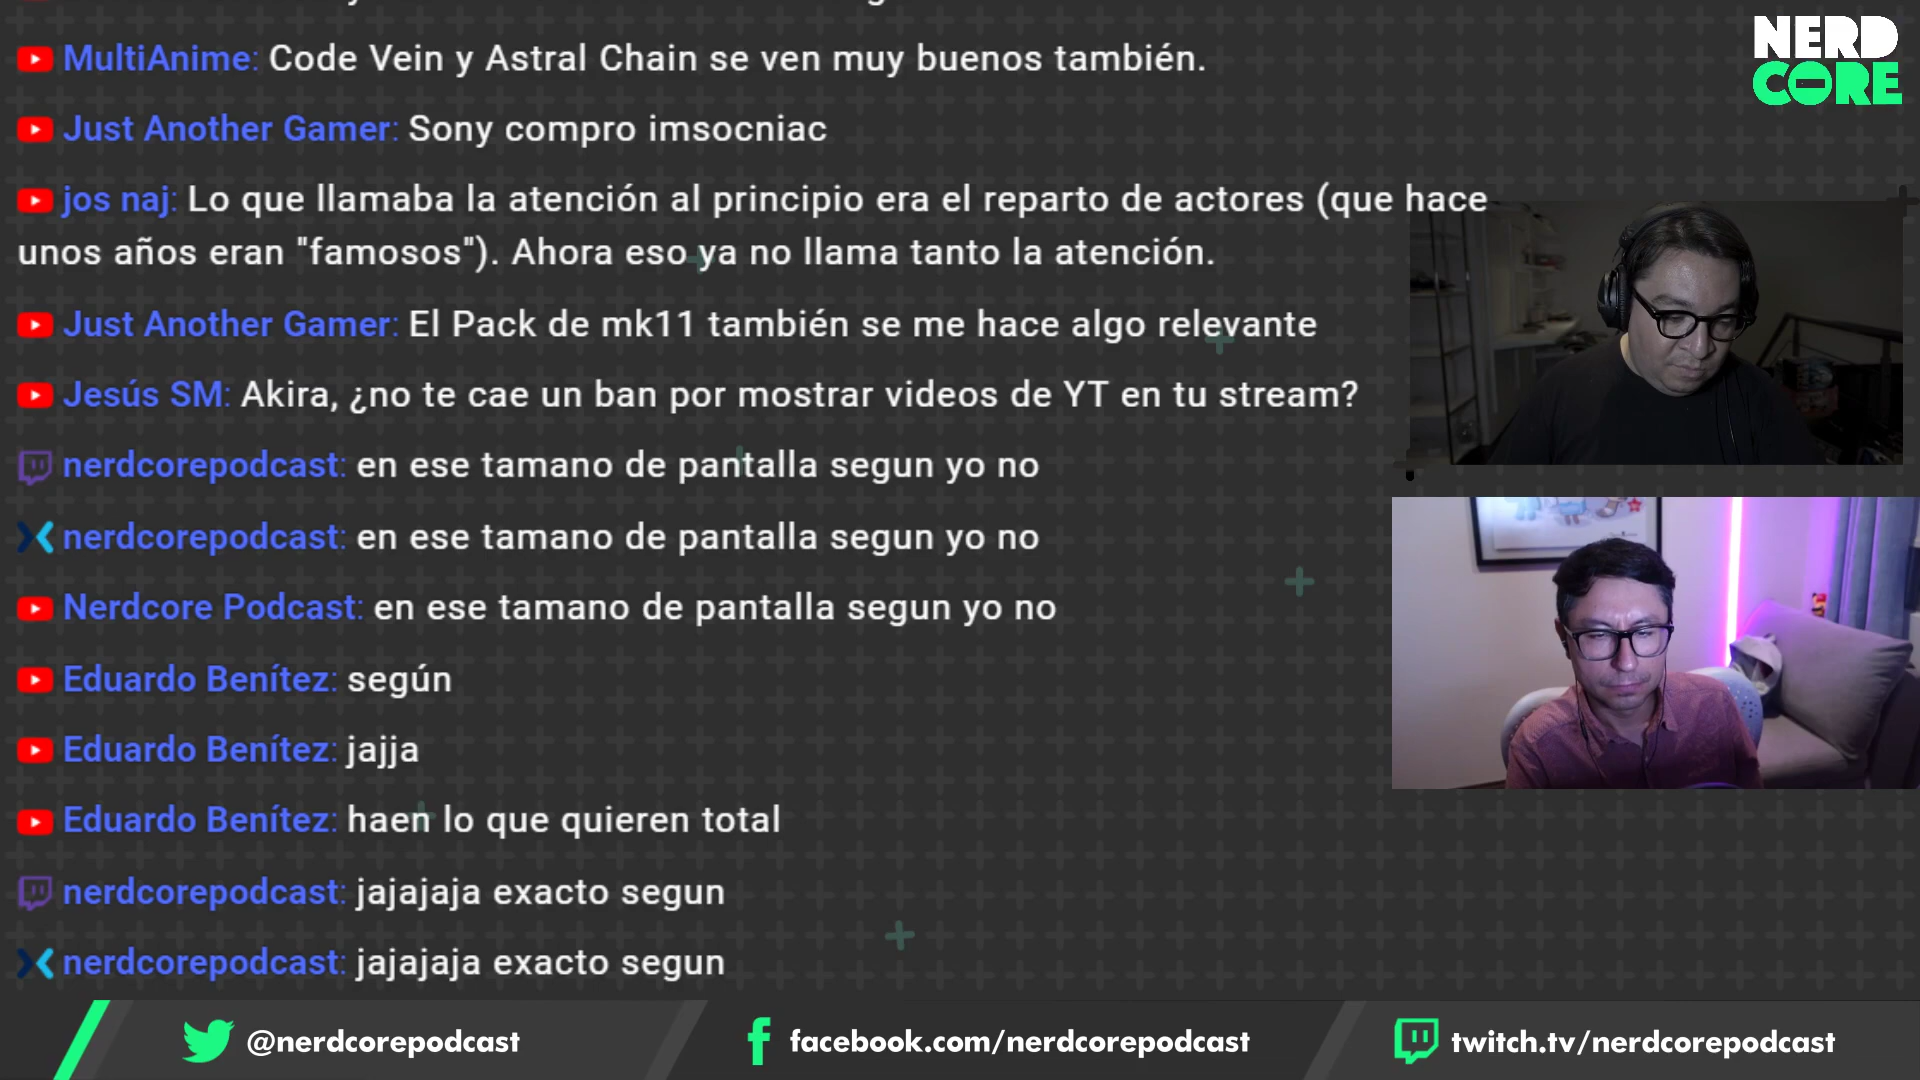 MultiAnime: Code Vein y Astral Chain se ven muy buenos también.
Just Another Gamer: Sony compro imsocniac
jos naj: Lo que llamaba la atención al principio era el reparto de actores (que hace
unos años eran "famosos"). Ahora eso ya no llama tanto la atención.
Just Another Gamer: El Pack de mk11 también se me hace algo relevante
Jesús SM: Akira, ¿no te cae un ban por mostrar videos de YT en tu stream?
nerdcorepodcast: en ese tamano de pantalla segun yo no
nerdcorepodcast: en ese tamano de pantalla segun yo no
Nerdcore Podcast: en ese tamano de pantalla segun yo no
Eduardo Benítez: según
Eduardo Benítez: jajja
Eduardo Benítez: haen lo que quieren total
nerdcorepodcast: jajajaja exacto segun
nerdcorepodcast: jajajaja exacto segun
NERD
CORE
@nerdcorepodcast
facebook.com/nerdcorepodcast
twitch.tv/nerdcorepodcast